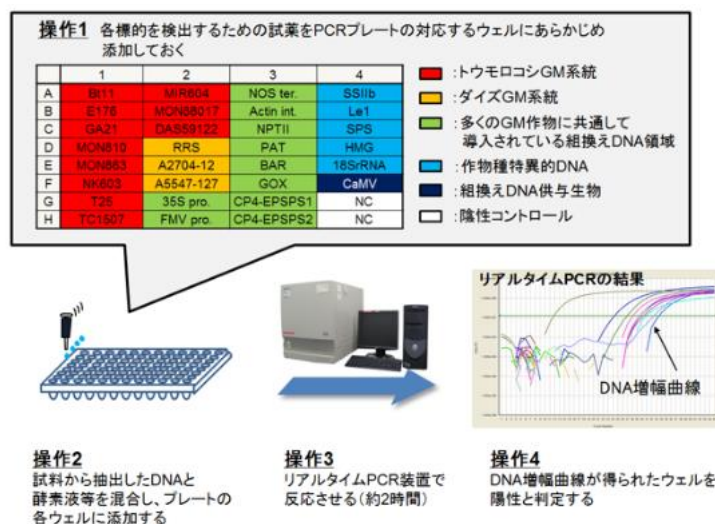 操作1 各標的を検出するための試薬をPCRプレートの対応するウェルにあらかじめ
添加しておく
1 2 3 4
A Bt11 MIR604 NOS ter. SSIIb
B E176 MON88017 Actin int. Le1
C GA21 DAS59122 NPTII SPS
D MON810 RRS PAT HMG
E MON863 A2704-12 BAR 18SrRNA
F NK603 A5547-127 GOX CaMV
G T25 35S pro. CP4-EPSPS1 NC
H TC1507 FMV pro. CP4-EPSPS2 NC
:トウモロコシGM系統
:ダイズGM系統
:多くのGM作物に共通して
導入されている組換えDNA領域
:作物種特異的DNA
:組換えDNA供与生物
:陰性コントロール
リアルタイムPCRの結果
DNA増幅曲線
操作2
試料から抽出したDNAと
酵素液等を混合し、プレートの
各ウェルに添加する
操作3
リアルタイムPCR装置で
反応させる(約2時間)
操作4
DNA増幅曲線が得られたウェルを
陽性と判定する